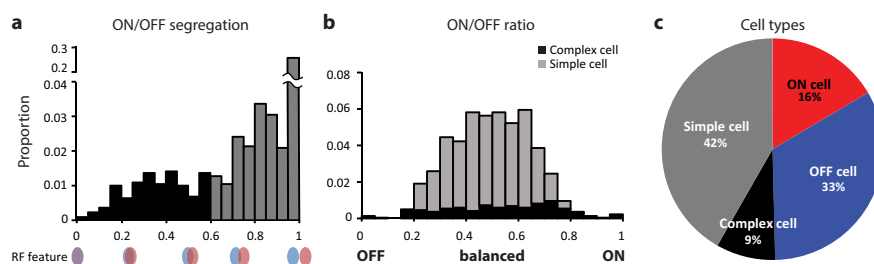 a
ON/OFF segregation
Proportion
0.3
0.2
0.04
0.03
0.02
0.01
0
0 0.2 0.4 0.6 0.8 1
RF feature
b
ON/OFF ratio
Complex cell
Simple cell
0.08
0.06
0.04
0.02
0
0 0.2 0.4 0.6 0.8 1
OFF balanced ON
c
Cell types
ON cell
16%
Simple cell
42%
OFF cell
33%
Complex cell
9%